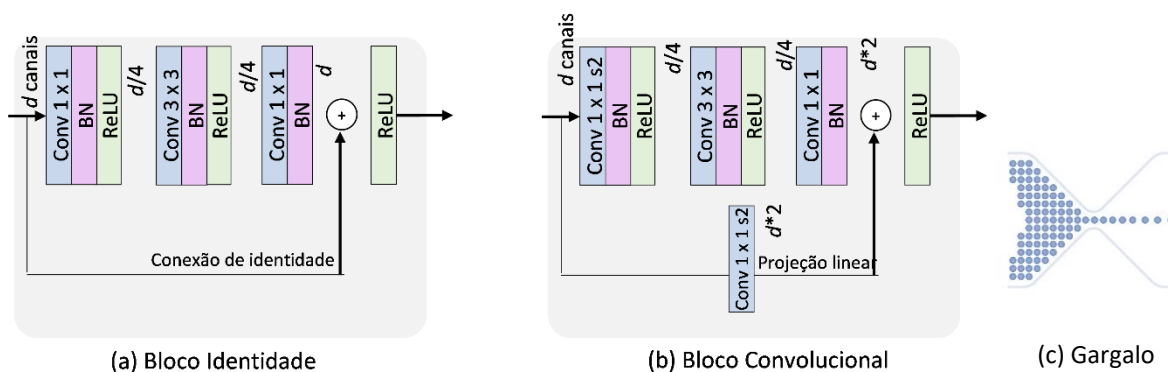 d canais
Conv 1 x 1
BN
ReLU
d/4
Conv 3 x 3
BN
ReLU
d/4
Conv 1 x 1
BN
d
+
ReLU
Conexão de identidade
(a) Bloco Identidade
d canais
Conv 1 x 1 s2
BN
ReLU
d/4
Conv 3 x 3
BN
ReLU
d/4
Conv 1 x 1
BN
d*2
+
ReLU
Conv 1 x 1 s2
d*2
Projeção linear
(b) Bloco Convolucional
(c) Gargalo